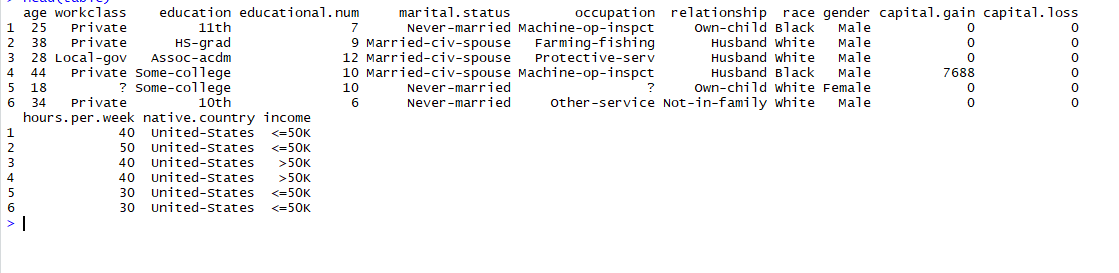 > head(table)
age workclass education educational.num marital.status occupation relationship race gender capital.gain capital.loss
1 25 Private 11th 7 Never-married Machine-op-inspct Own-child Black Male 0 0
2 38 Private HS-grad 9 Married-civ-spouse Farming-fishing Husband White Male 0 0
3 28 Local-gov Assoc-acdm 12 Married-civ-spouse Protective-serv Husband White Male 0 0
4 44 Private Some-college 10 Married-civ-spouse Machine-op-inspct Husband Black Male 7688 0
5 18 ? Some-college 10 Never-married ? Own-child White Female 0 0
6 34 Private 10th 6 Never-married Other-service Not-in-family White Male 0 0
hours.per.week native.country income
1 40 United-States <=50K
2 50 United-States <=50K
3 40 United-States >50K
4 40 United-States >50K
5 30 United-States <=50K
6 30 United-States <=50K
>